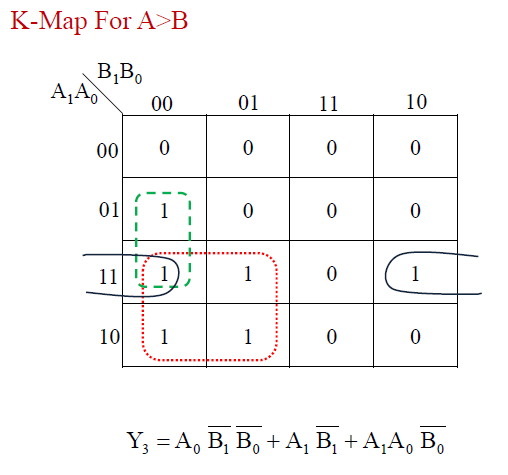 K-Map For A>B
B₁B₀
A₁A₀
00 01 11 10
00 0 0 0 0
01 1 0 0 0
11 1 1 0 1
10 1 1 0 0
Y₃ = A₀ B̅₁ B̅₀ + A₁ B̅₁ + A₁A₀ B̅₀